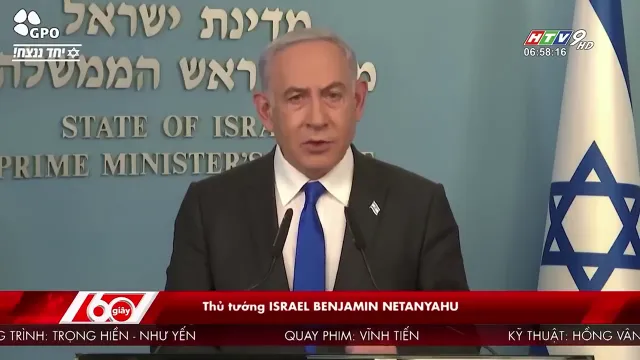 GPO
יחד ננצח!
HTV9 HD
06:58:16
מדינת ישראל
ראש הממשלה
STATE OF ISRA
PRIME MINISTER'S
60 giây
Thủ tướng ISRAEL BENJAMIN NETANYAHU
G TRÌNH: TRỌNG HIỀN - NHƯ YẾN QUAY PHIM: VĨNH TIẾN KỸ THUẬT: HỒNG VÂN